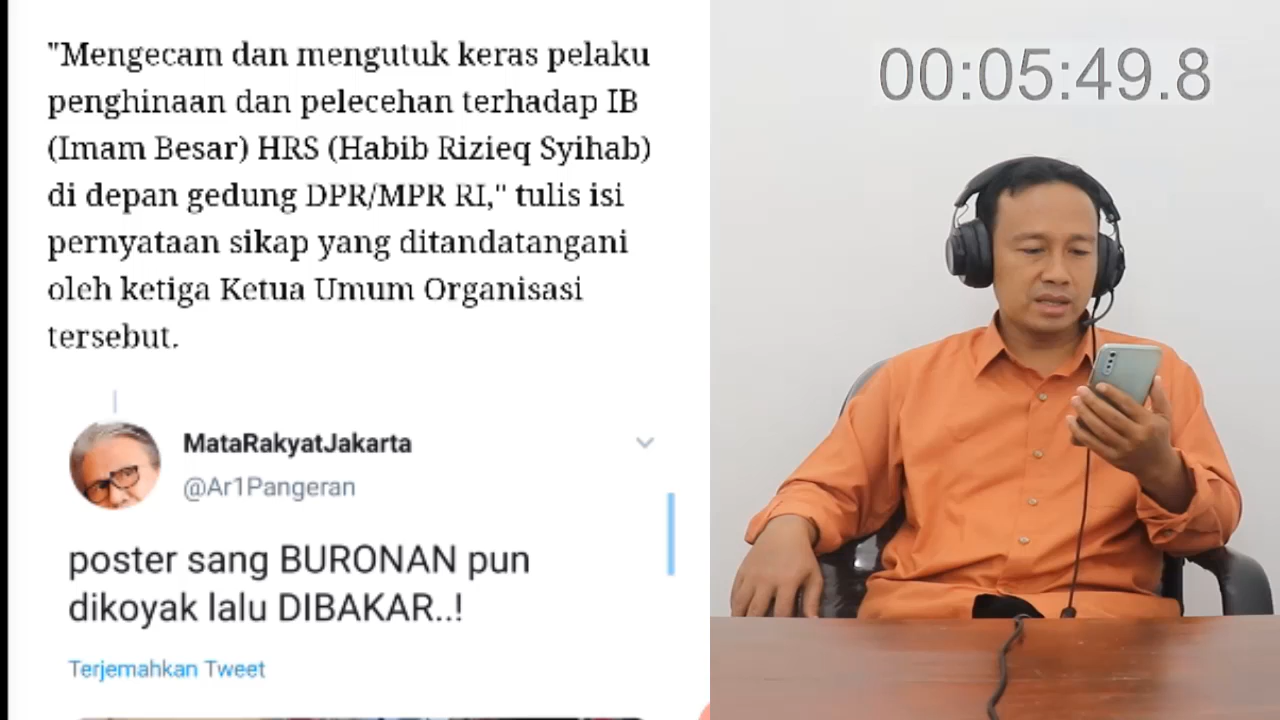 "Mengecam dan mengutuk keras pelaku
penghinaan dan pelecehan terhadap IB
(Imam Besar) HRS (Habib Rizieq Syihab)
di depan gedung DPR/MPR RI," tulis isi
pernyataan sikap yang ditandatangani
oleh ketiga Ketua Umum Organisasi
tersebut.
MataRakyatJakarta
@Ar1Pangeran
poster sang BURONAN pun
dikoyak lalu DIBAKAR..!
Terjemahkan Tweet
00:05:49.8